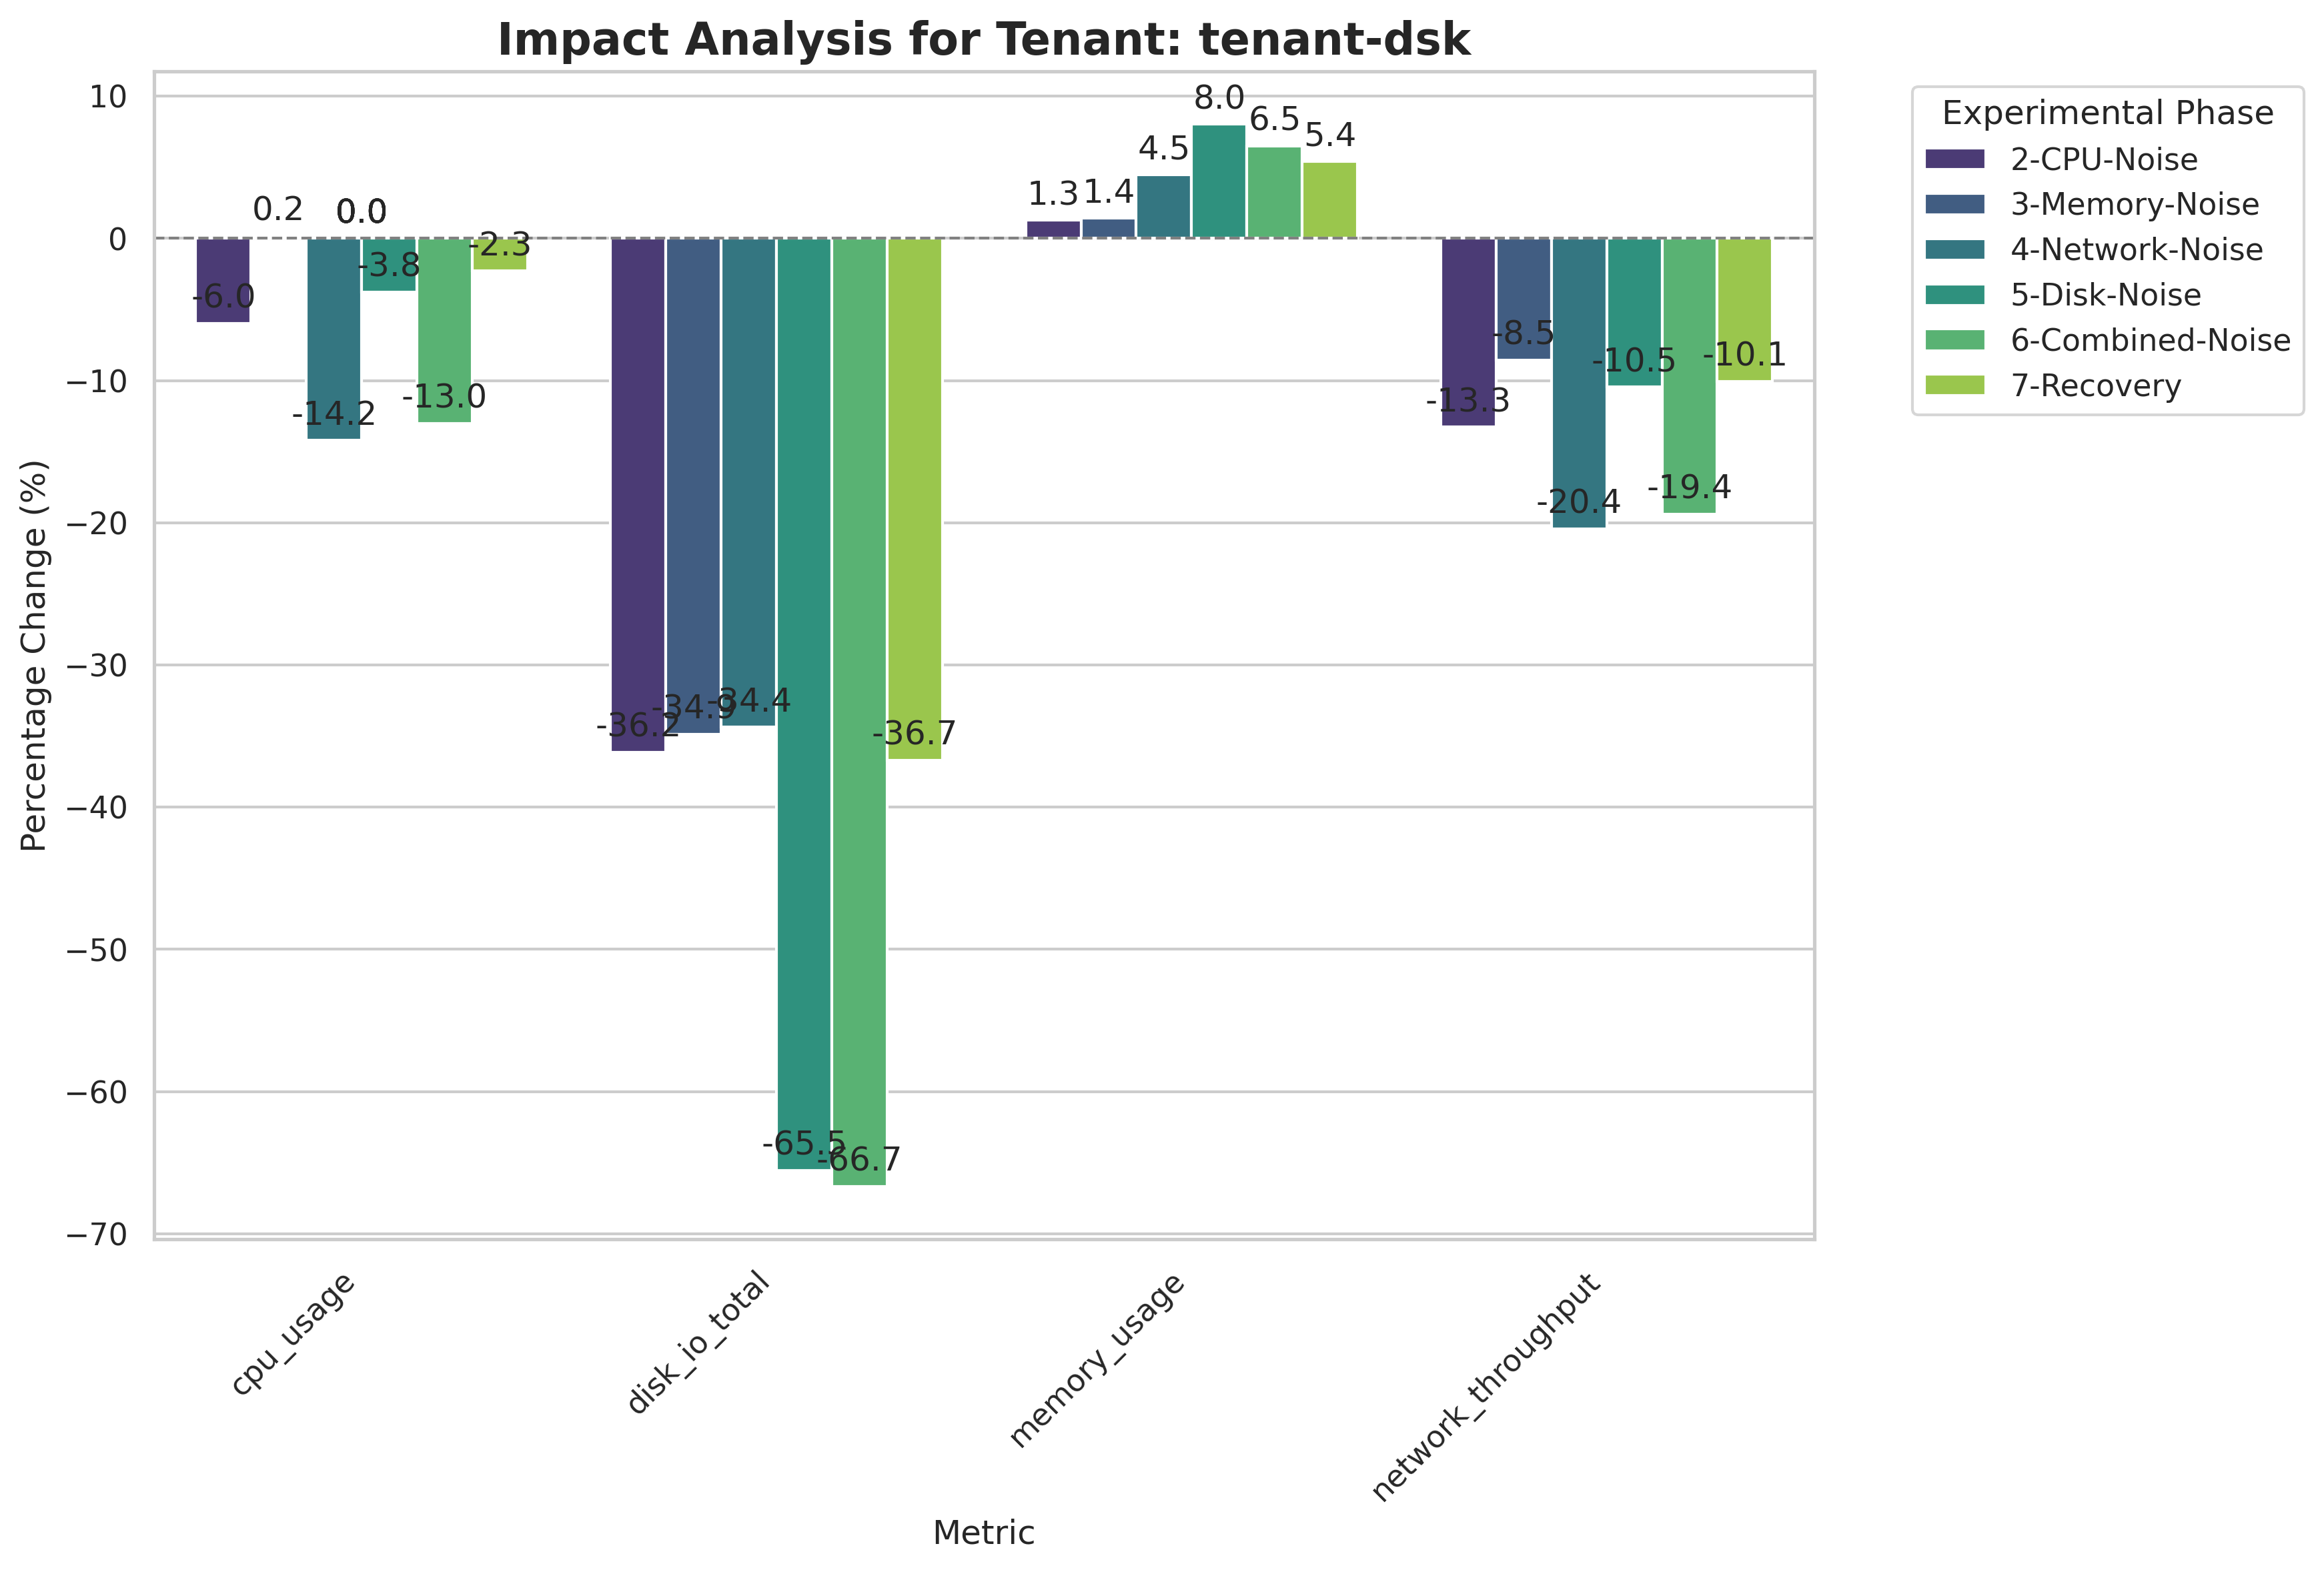 Impact Analysis for Tenant: tenant-dsk
Percentage Change (%)
10
0
−10
−20
−30
−40
−50
−60
−70
-6.0
0.2
-14.2
0.0
-3.8
-13.0
-2.3
-36.2
-34.9
-34.4
-65.5
-66.7
-36.7
1.3
1.4
4.5
8.0
6.5
5.4
-13.3
-8.5
-20.4
-10.5
-19.4
-10.1
cpu_usage
disk_io_total
memory_usage
network_throughput
Metric
Experimental Phase
2-CPU-Noise
3-Memory-Noise
4-Network-Noise
5-Disk-Noise
6-Combined-Noise
7-Recovery